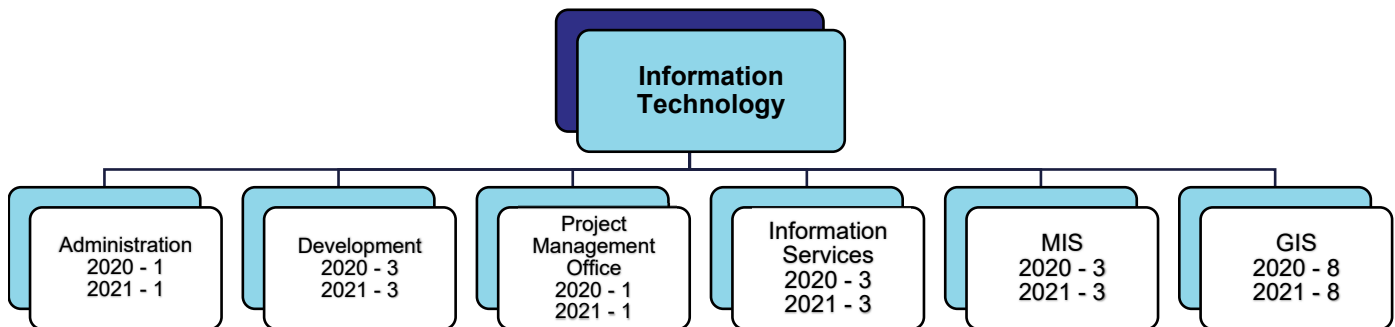 Information
Technology
Administration
2020 - 1
2021 - 1
Development
2020 - 3
2021 - 3
Project
Management
Office
2020 - 1
2021 - 1
Information
Services
2020 - 3
2021 - 3
MIS
2020 - 3
2021 - 3
GIS
2020 - 8
2021 - 8